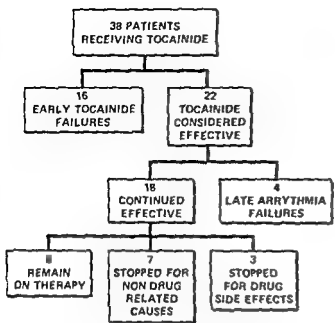 38 PATIENTS
RECEIVING TOCAINIDE
16
EARLY TOCAINIDE
FAILURES
22
TOCAINIDE
CONSIDERED
EFFECTIVE
18
CONTINUED
EFFECTIVE
4
LATE ARRYTHMIA
FAILURES
8
REMAIN
ON THERAPY
7
STOPPED FOR
NON DRUG
RELATED
CAUSES
3
STOPPED
FOR DRUG
SIDE EFFECTS